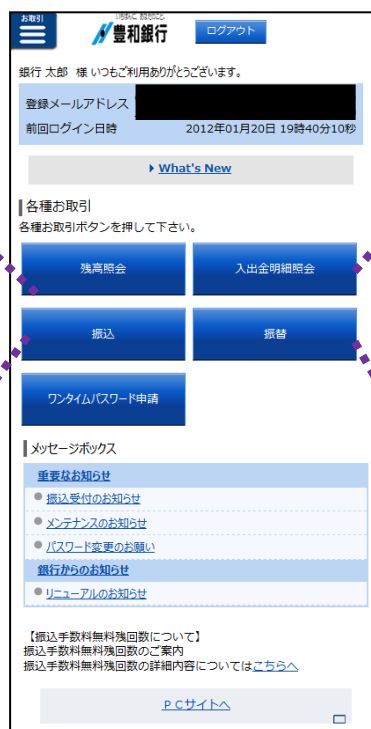 お取引
豊和銀行
ログアウト
銀行 太郎 様 いつもご利用ありがとうございます。
登録メールアドレス
前回ログイン日時 2012年01月20日 19時40分10秒
What's New
各種お取引
各種お取引ボタンを押して下さい。
残高照会 入出金明細照会
振込 振替
ワンタイムパスワード申請
メッセージボックス
重要なお知らせ
振込受付のお知らせ
メンテナンスのお知らせ
パスワード変更のお願い
銀行からのお知らせ
リニューアルのお知らせ
【振込手数料無料残回数について】
振込手数料無料残回数のご案内
振込手数料無料残回数の詳細内容についてはこちらへ
ＰＣサイトへ